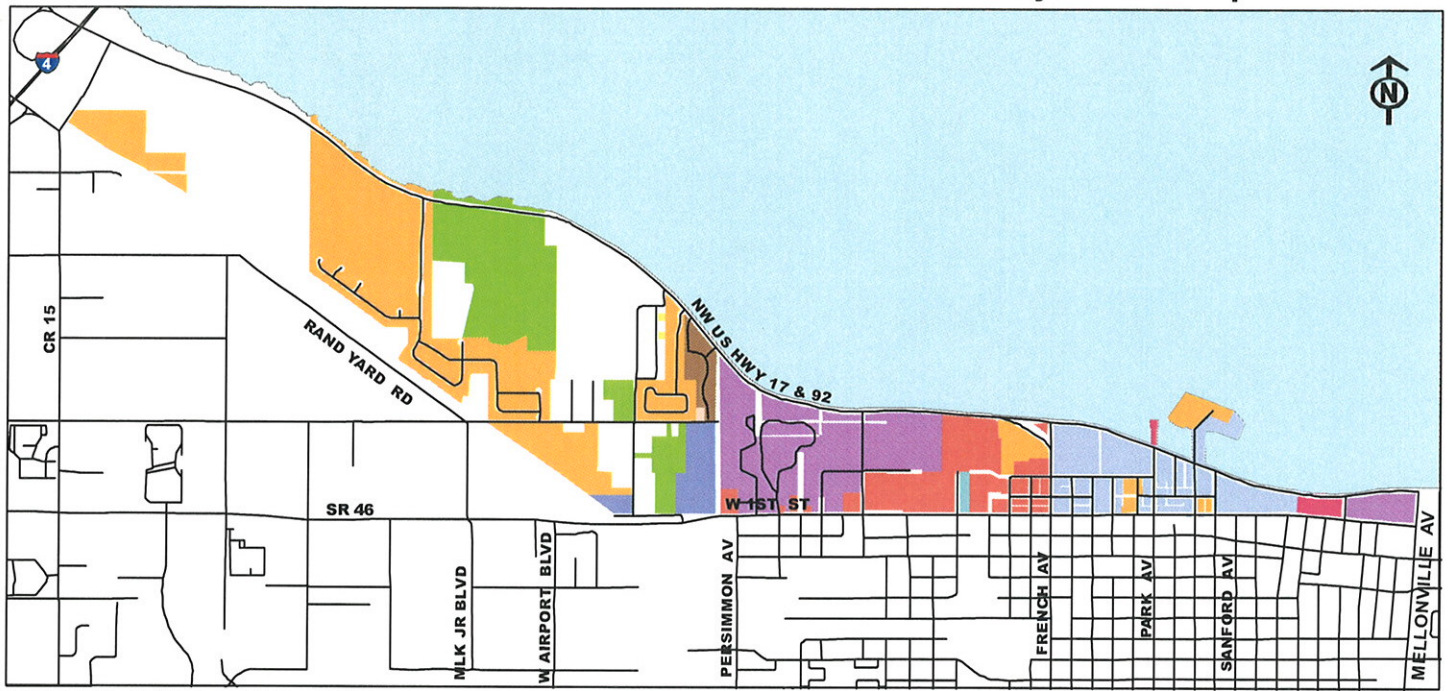 4
N
CR 15
RAND YARD RD
NW US HWY 17 & 92
SR 46
W 1ST ST
MLK JR BLVD
W AIRPORT BLVD
PERSIMMON AV
FRENCH AV
PARK AV
SANFORD AV
MELLONVILLE AV